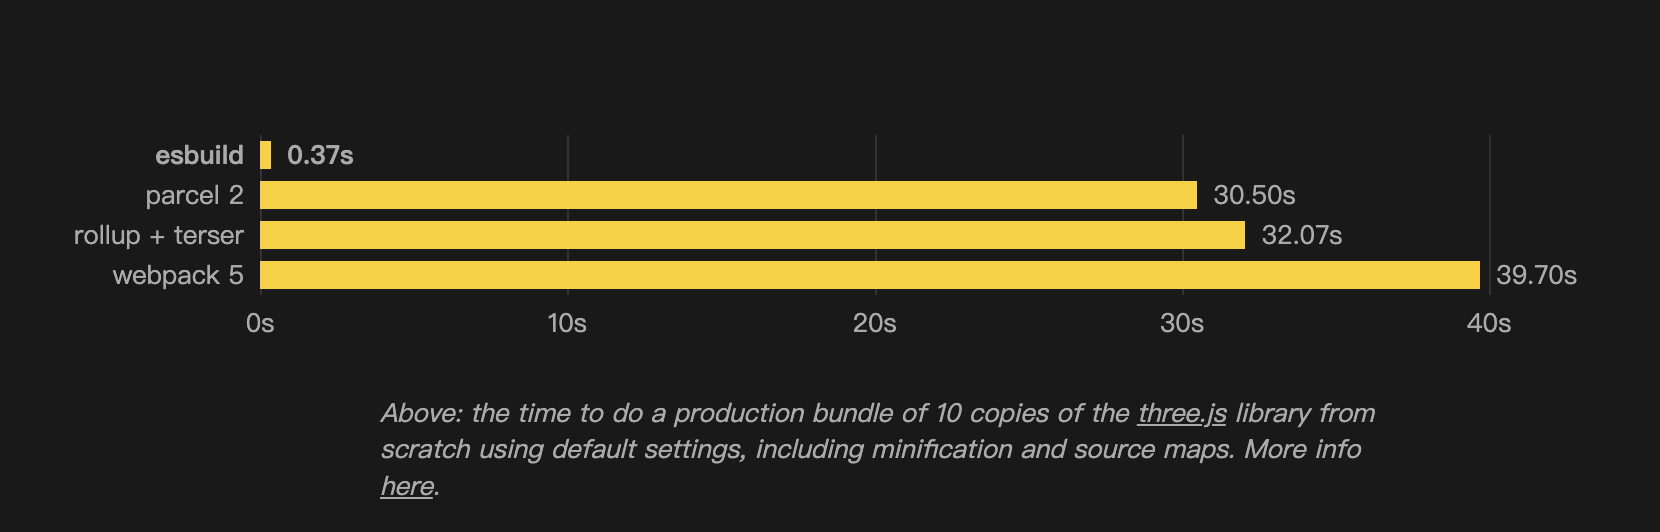 esbuild 0.37s
parcel 2 30.50s
rollup + terser 32.07s
webpack 5 39.70s
0s 10s 20s 30s 40s
Above: the time to do a production bundle of 10 copies of the three.js library from
scratch using default settings, including minification and source maps. More info
here.